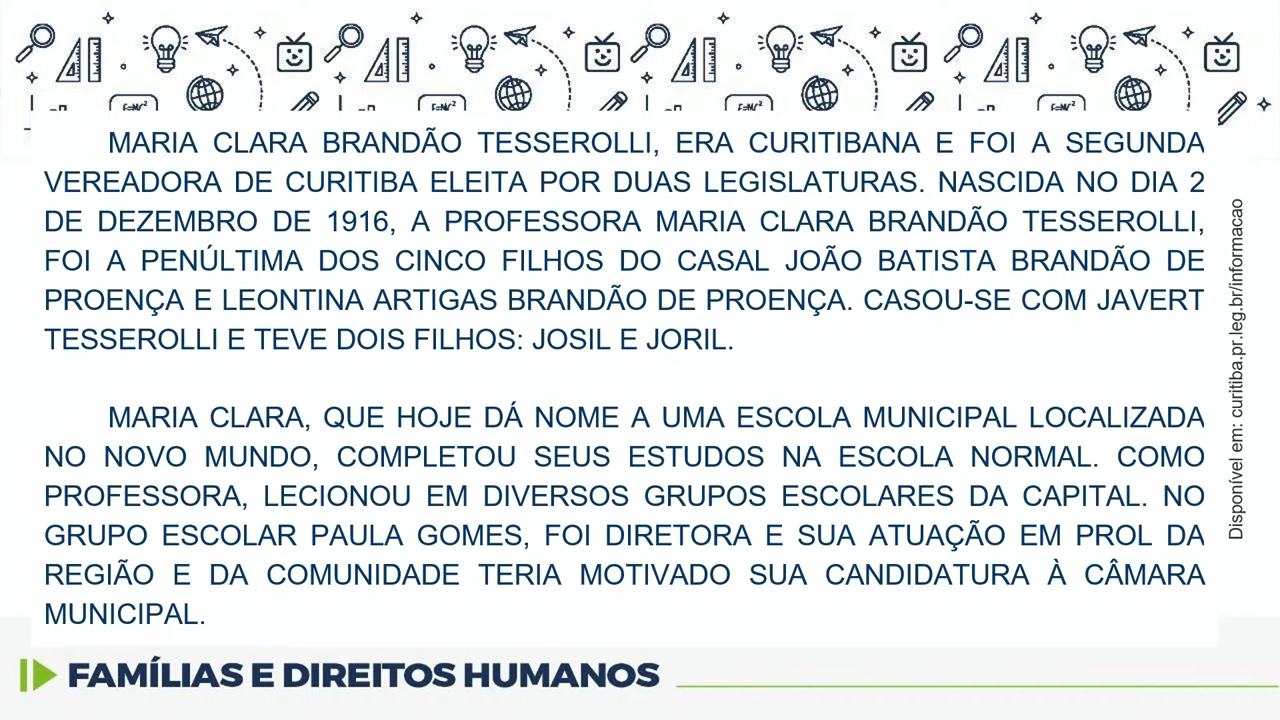 MARIA CLARA BRANDÃO TESSEROLLI, ERA CURITIBANA E FOI A SEGUNDA
VEREADORA DE CURITIBA ELEITA POR DUAS LEGISLATURAS. NASCIDA NO DIA 2
DE DEZEMBRO DE 1916, A PROFESSORA MARIA CLARA BRANDÃO TESSEROLLI,
FOI A PENÚLTIMA DOS CINCO FILHOS DO CASAL JOÃO BATISTA BRANDÃO DE
PROENÇA E LEONTINA ARTIGAS BRANDÃO DE PROENÇA. CASOU-SE COM JAVERT
TESSEROLLI E TEVE DOIS FILHOS: JOSIL E JORIL.
MARIA CLARA, QUE HOJE DÁ NOME A UMA ESCOLA MUNICIPAL LOCALIZADA
NO NOVO MUNDO, COMPLETOU SEUS ESTUDOS NA ESCOLA NORMAL. COMO
PROFESSORA, LECIONOU EM DIVERSOS GRUPOS ESCOLARES DA CAPITAL. NO
GRUPO ESCOLAR PAULA GOMES, FOI DIRETORA E SUA ATUAÇÃO EM PROL DA
REGIÃO E DA COMUNIDADE TERIA MOTIVADO SUA CANDIDATURA À CÂMARA
MUNICIPAL.
Disponível em: curitiba.pr.leg.br/informacao
FAMÍLIAS E DIREITOS HUMANOS